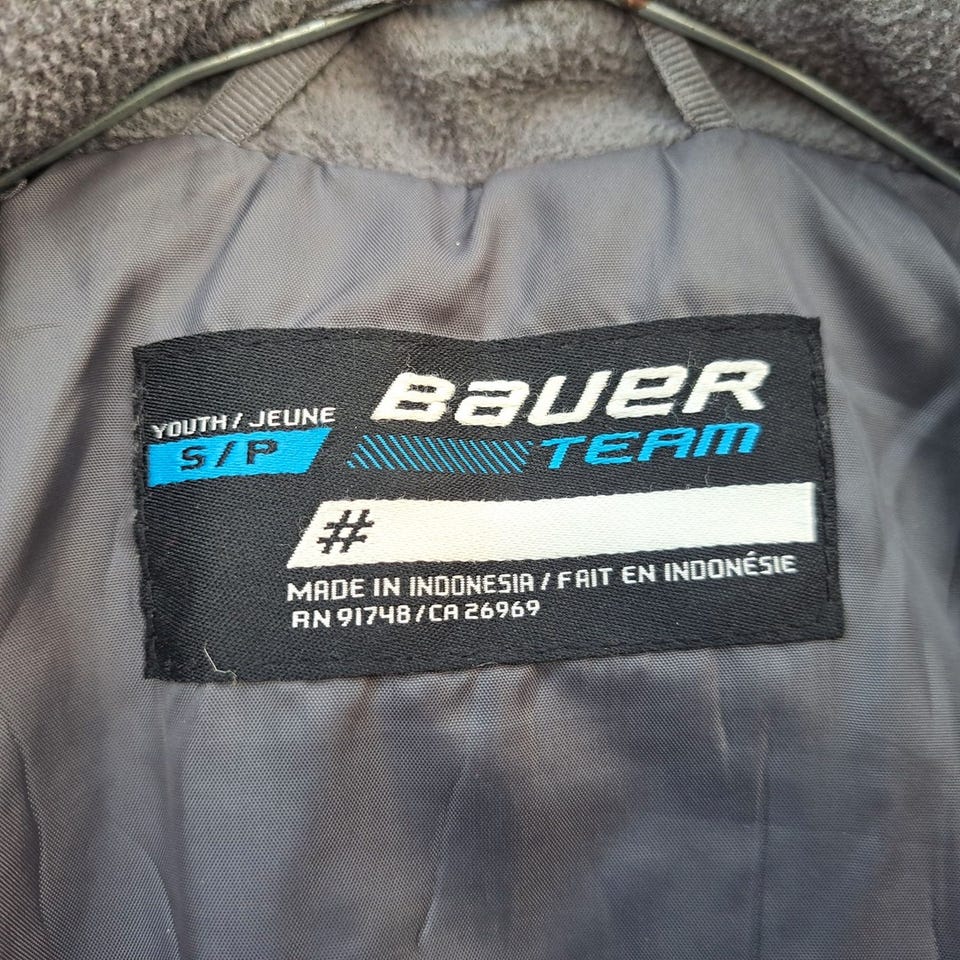 BAUER
TEAM
YOUTH / JEUNE
S/P
#
MADE IN INDONESIA / FAIT EN INDONÉSIE
RN 91748/CA 26969